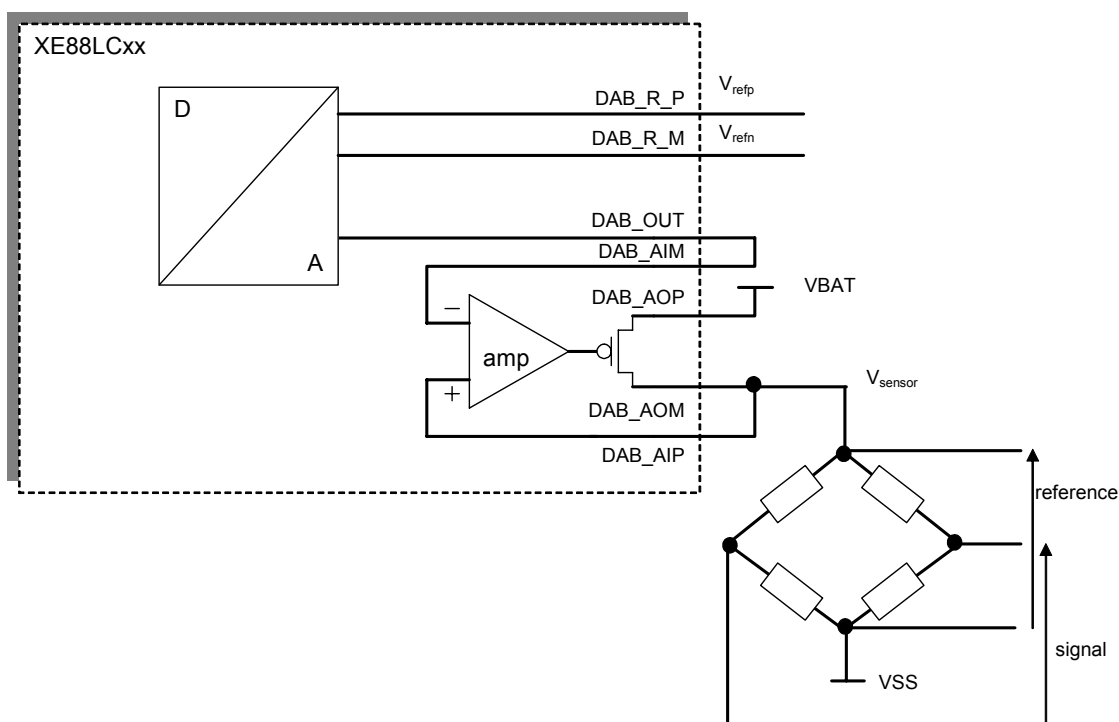 XE88LCxx
D
A
DAB_R_P
Vrefp
DAB_R_M
Vrefn
DAB_OUT
DAB_AIM
VBAT
DAB_AOP
−
amp
+
Vsensor
DAB_AOM
DAB_AIP
reference
signal
VSS